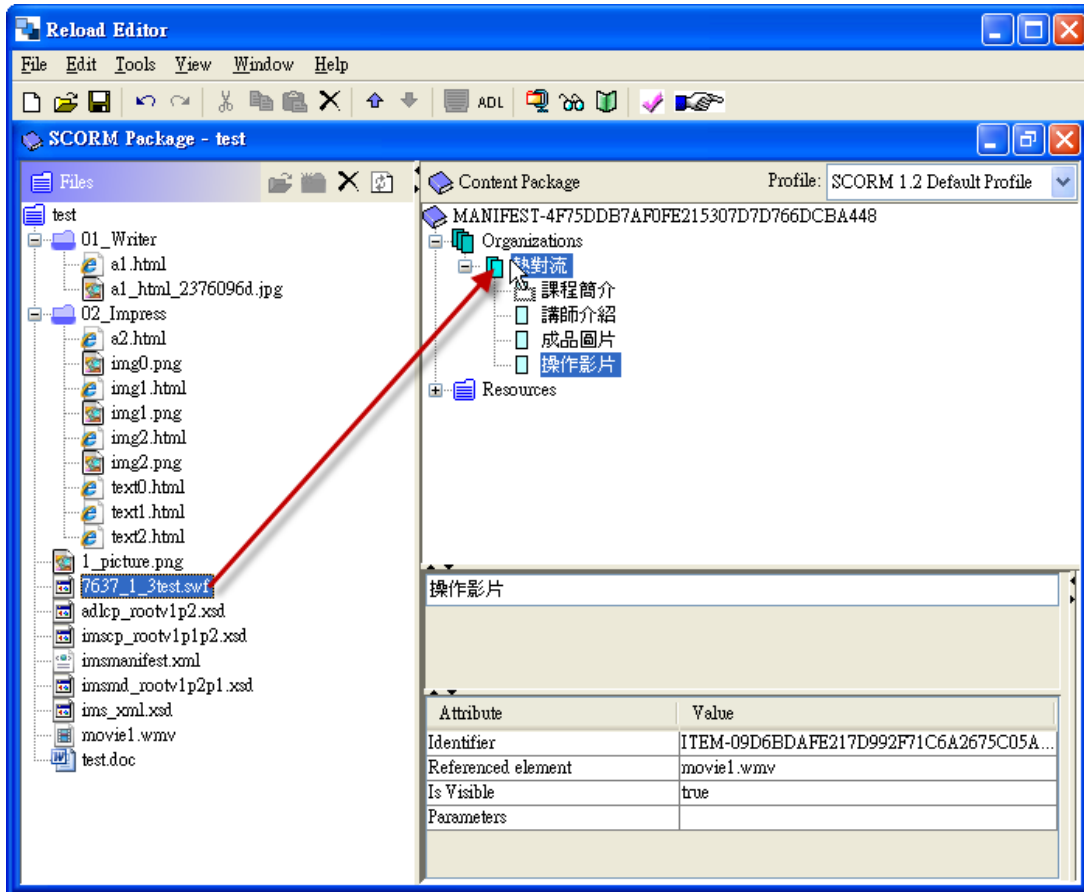 Reload Editor
File Edit Tools View Window Help
ADL
SCORM Package - test
Files
test
01_Writer
a1.html
a1_html_2376096d.jpg
02_Impress
a2.html
img0.png
img1.html
img1.png
img2.html
img2.png
text0.html
text1.html
text2.html
1_picture.png
7637_1_3test.swf
adlcp_rootv1p2.xsd
imscp_rootv1p1p2.xsd
imsmanifest.xml
imsmd_rootv1p2p1.xsd
ims_xml.xsd
movie1.wmv
test.doc
Content Package
Profile: SCORM 1.2 Default Profile
MANIFEST-4F75DDB7AF0FE215307D7D766DCBA448
Organizations
熱對流
課程簡介
講師介紹
成品圖片
操作影片
Resources
操作影片
Attribute Value
Identifier ITEM-09D6BDAFE217D992F71C6A2675C05A...
Referenced element movie1.wmv
Is Visible true
Parameters